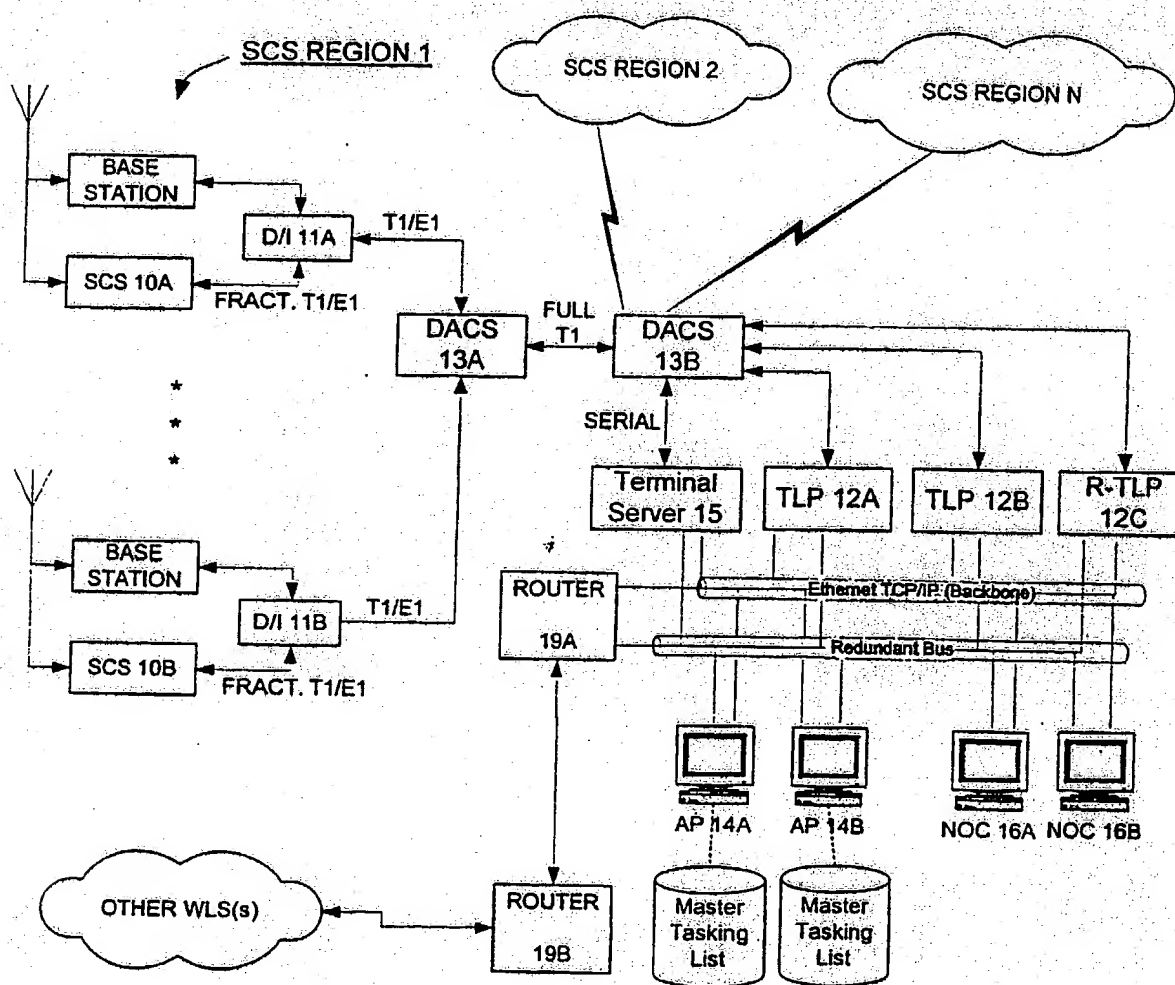 SCS REGION 1
SCS REGION 2
SCS REGION N
BASE
STATION
D/I 11A
T1/E1
SCS 10A
FRACT. T1/E1
DACS
13A
FULL
T1
DACS
13B
*
*
*
SERIAL
Terminal
Server 15
TLP 12A
TLP 12B
R-TLP
12C
BASE
STATION
D/I 11B
T1/E1
SCS 10B
FRACT. T1/E1
ROUTER
19A
Ethernet TCP/IP (Backbone)
Redundant Bus
AP 14A
AP 14B
NOC 16A
NOC 16B
OTHER WLS(s)
ROUTER
19B
Master
Tasking
List
Master
Tasking
List